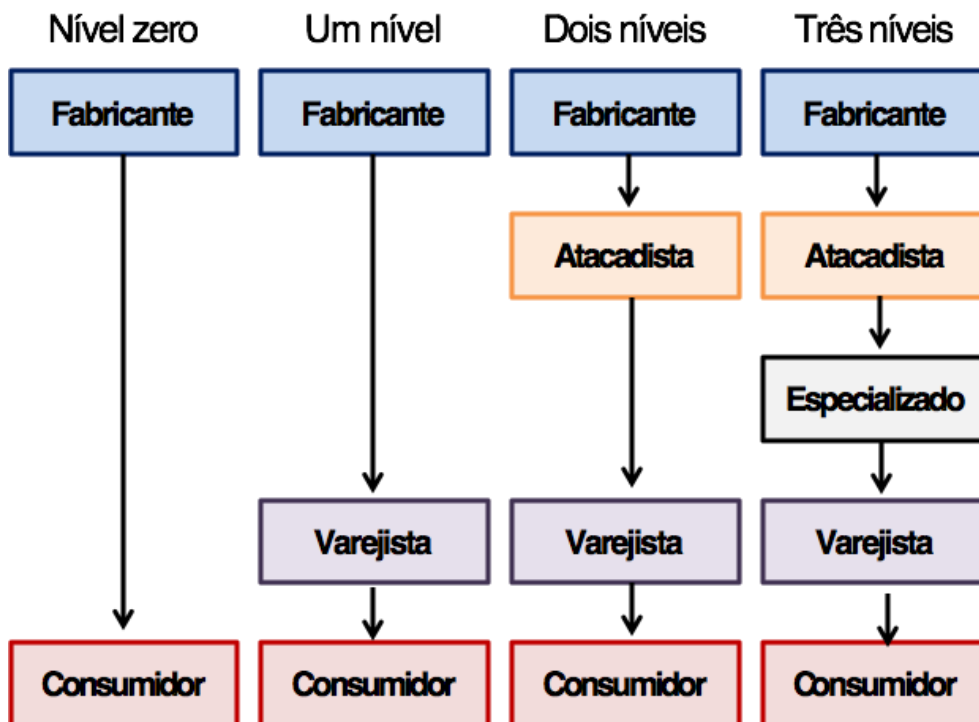 Nível zero
Um nível
Dois níveis
Três níveis
Fabricante
Fabricante
Fabricante
Fabricante
Atacadista
Atacadista
Especializado
Varejista
Varejista
Varejista
Consumidor
Consumidor
Consumidor
Consumidor